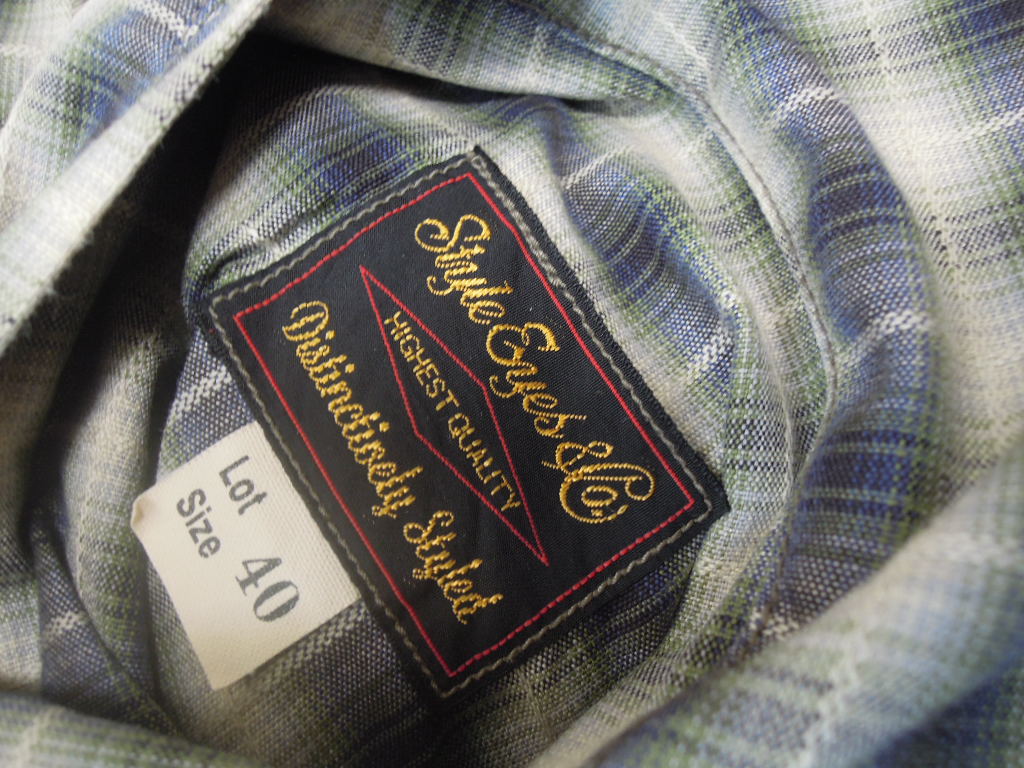 Style Eyes & Co
HIGHEST QUALITY
Distinctively Styled
Lot
Size 40